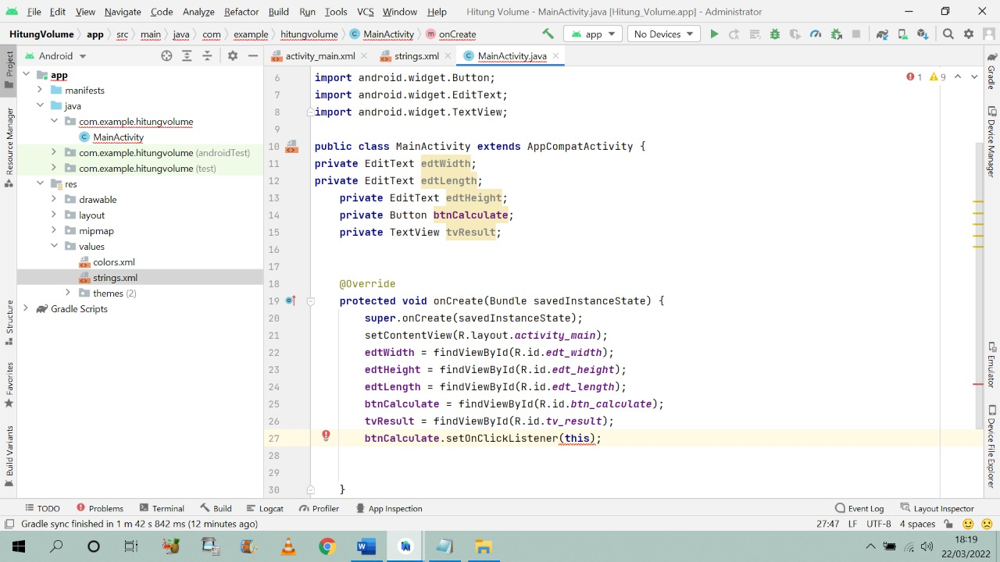 File Edit View Navigate Code Analyze Refactor Build Run Tools VCS Window Help Hitung Volume - MainActivity.java [Hitung_Volume.app] - Administrator
HitungVolume app src main java com example hitungvolume MainActivity onCreate app No Devices
Android activity_main.xml strings.xml MainActivity.java
Project
Resource Manager
Structure
Favorites
Build Variants
app
manifests
java
com.example.hitungvolume
MainActivity
com.example.hitungvolume (androidTest)
com.example.hitungvolume (test)
res
drawable
layout
mipmap
values
colors.xml
strings.xml
themes (2)
Gradle Scripts
1 9
6 import android.widget.Button;
7 import android.widget.EditText;
8 import android.widget.TextView;
9
10 public class MainActivity extends AppCompatActivity {
11 private EditText edtWidth;
12 private EditText edtLength;
13 private EditText edtHeight;
14 private Button btnCalculate;
15 private TextView tvResult;
16
17
18 @Override
19 protected void onCreate(Bundle savedInstanceState) {
20 super.onCreate(savedInstanceState);
21 setContentView(R.layout.activity_main);
22 edtWidth = findViewById(R.id.edt_width);
23 edtHeight = findViewById(R.id.edt_height);
24 edtLength = findViewById(R.id.edt_length);
25 btnCalculate = findViewById(R.id.btn_calculate);
26 tvResult = findViewById(R.id.tv_result);
27 btnCalculate.setOnClickListener(this);
28
29
30 }
Gradle
Device Manager
Emulator
Device File Explorer
TODO Problems Terminal Build Logcat Profiler App Inspection Event Log Layout Inspector
Gradle sync finished in 1 m 42 s 842 ms (12 minutes ago) 27:47 LF UTF-8 4 spaces
18:19
22/03/2022